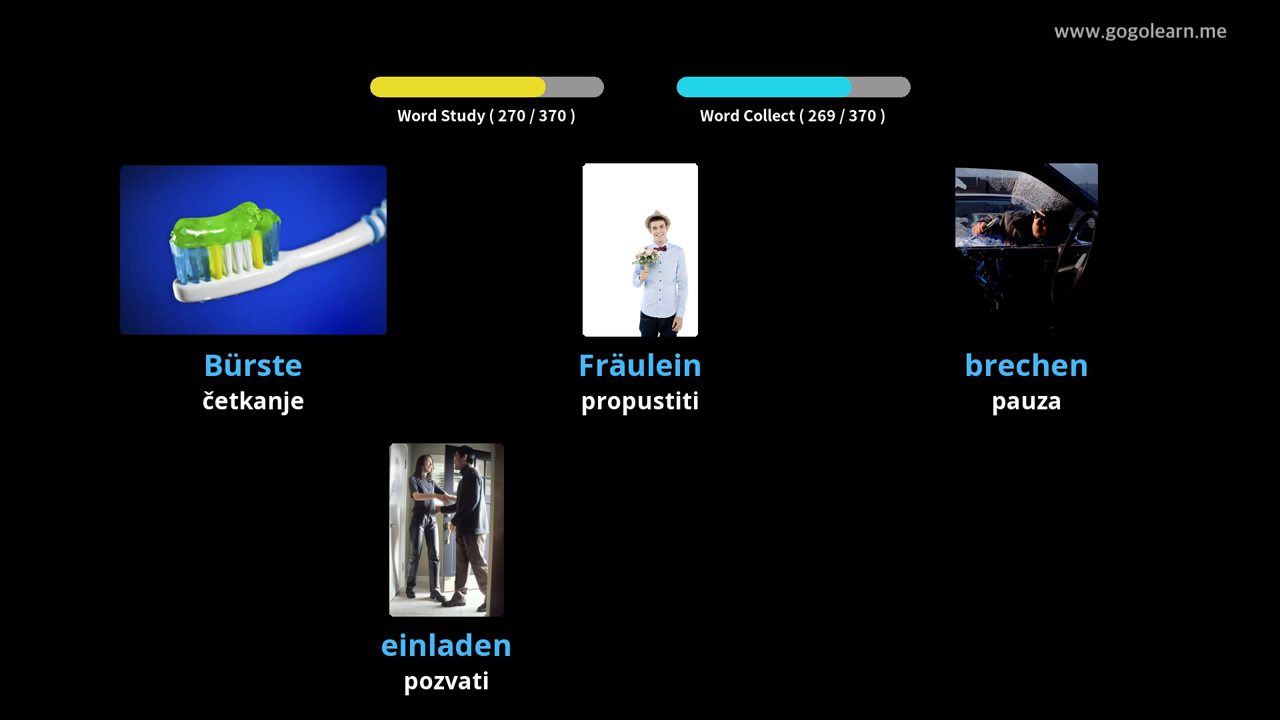 www.gogolearn.me
Word Study ( 270 / 370 )
Word Collect ( 269 / 370 )
Bürste
četkanje
Fräulein
propustiti
brechen
pauza
einladen
pozvati